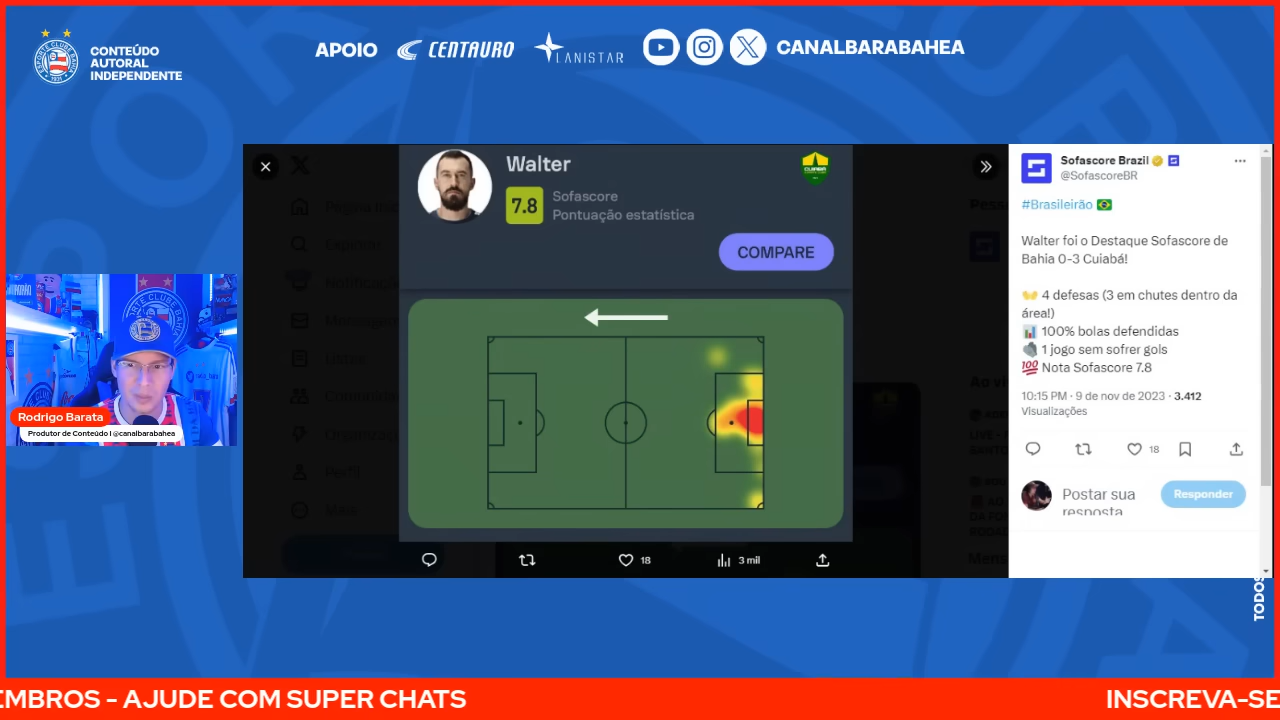 CONTEÚDO
AUTORAL
INDEPENDENTE
APOIO
CENTAURO
LANISTAR
CANALBARABAHEA
Walter
7.8
Sofascore
Pontuação estatística
COMPARE
18
3 mil
Sofascore Brazil
@SofascoreBR
#Brasileirão
Walter foi o Destaque Sofascore de
Bahia 0-3 Cuiabá!
4 defesas (3 em chutes dentro da
área!)
100% bolas defendidas
1 jogo sem sofrer gols
Nota Sofascore 7.8
10:15 PM · 9 de nov de 2023 · 3.412
Visualizações
18
Postar sua
resposta
Responder
Rodrigo Barata
Produtor de Conteúdo | @canalbarabahea
TODOS
EMBROS - AJUDE COM SUPER CHATS
INSCREVA-SE